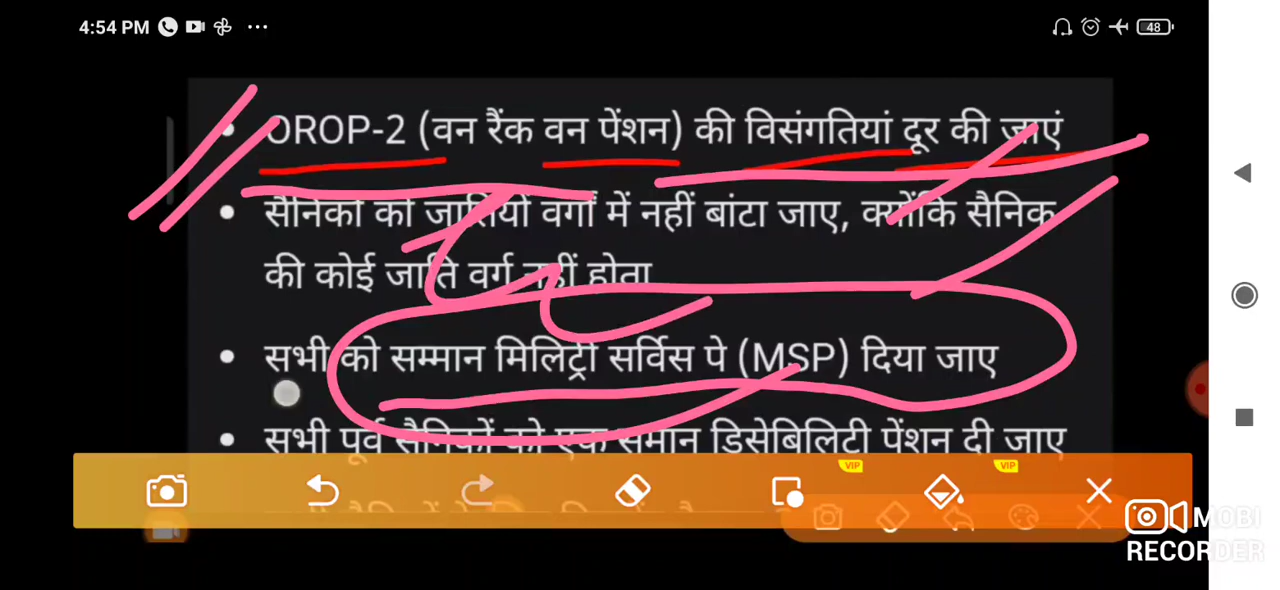 4:54 PM
48
OROP-2 (वन रैंक वन पेंशन) की विसंगतियां दूर की जाएं
सैनिकों को जातियों वर्गों में नहीं बांटा जाए, क्योंकि सैनिक
की कोई जाति वर्ग नहीं होता
सभी को सम्मान मिलिट्री सर्विस पे (MSP) दिया जाए
सभी पूर्व सैनिकों को एक समान डिसेबिलिटी पेंशन दी जाए
VIP VIP
MOBI
RECORDER